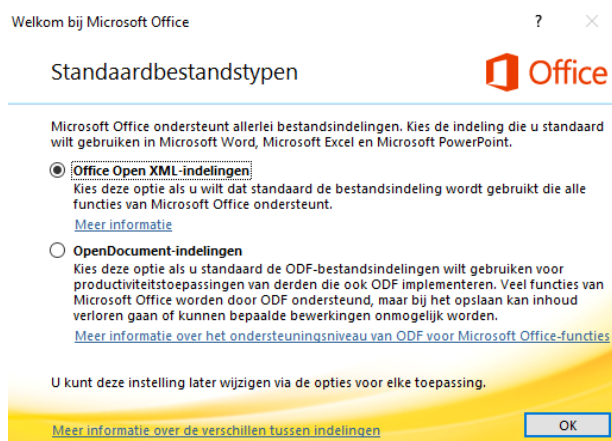 Welkom bij Microsoft Office ?
Standaardbestandstypen
Office
Microsoft Office ondersteunt allerlei bestandsindelingen. Kies de indeling die u standaard
wilt gebruiken in Microsoft Word, Microsoft Excel en Microsoft PowerPoint.
Office Open XML-indelingen
Kies deze optie als u wilt dat standaard de bestandsindeling wordt gebruikt die alle
functies van Microsoft Office ondersteunt.
Meer informatie
OpenDocument-indelingen
Kies deze optie als u standaard de ODF-bestandsindelingen wilt gebruiken voor
productiviteitstoepassingen van derden die ook ODF implementeren. Veel functies van
Microsoft Office worden door ODF ondersteund, maar bij het opslaan kan inhoud
verloren gaan of kunnen bepaalde bewerkingen onmogelijk worden.
Meer informatie over het ondersteuningsniveau van ODF voor Microsoft Office-functies
U kunt deze instelling later wijzigen via de opties voor elke toepassing.
Meer informatie over de verschillen tussen indelingen
OK